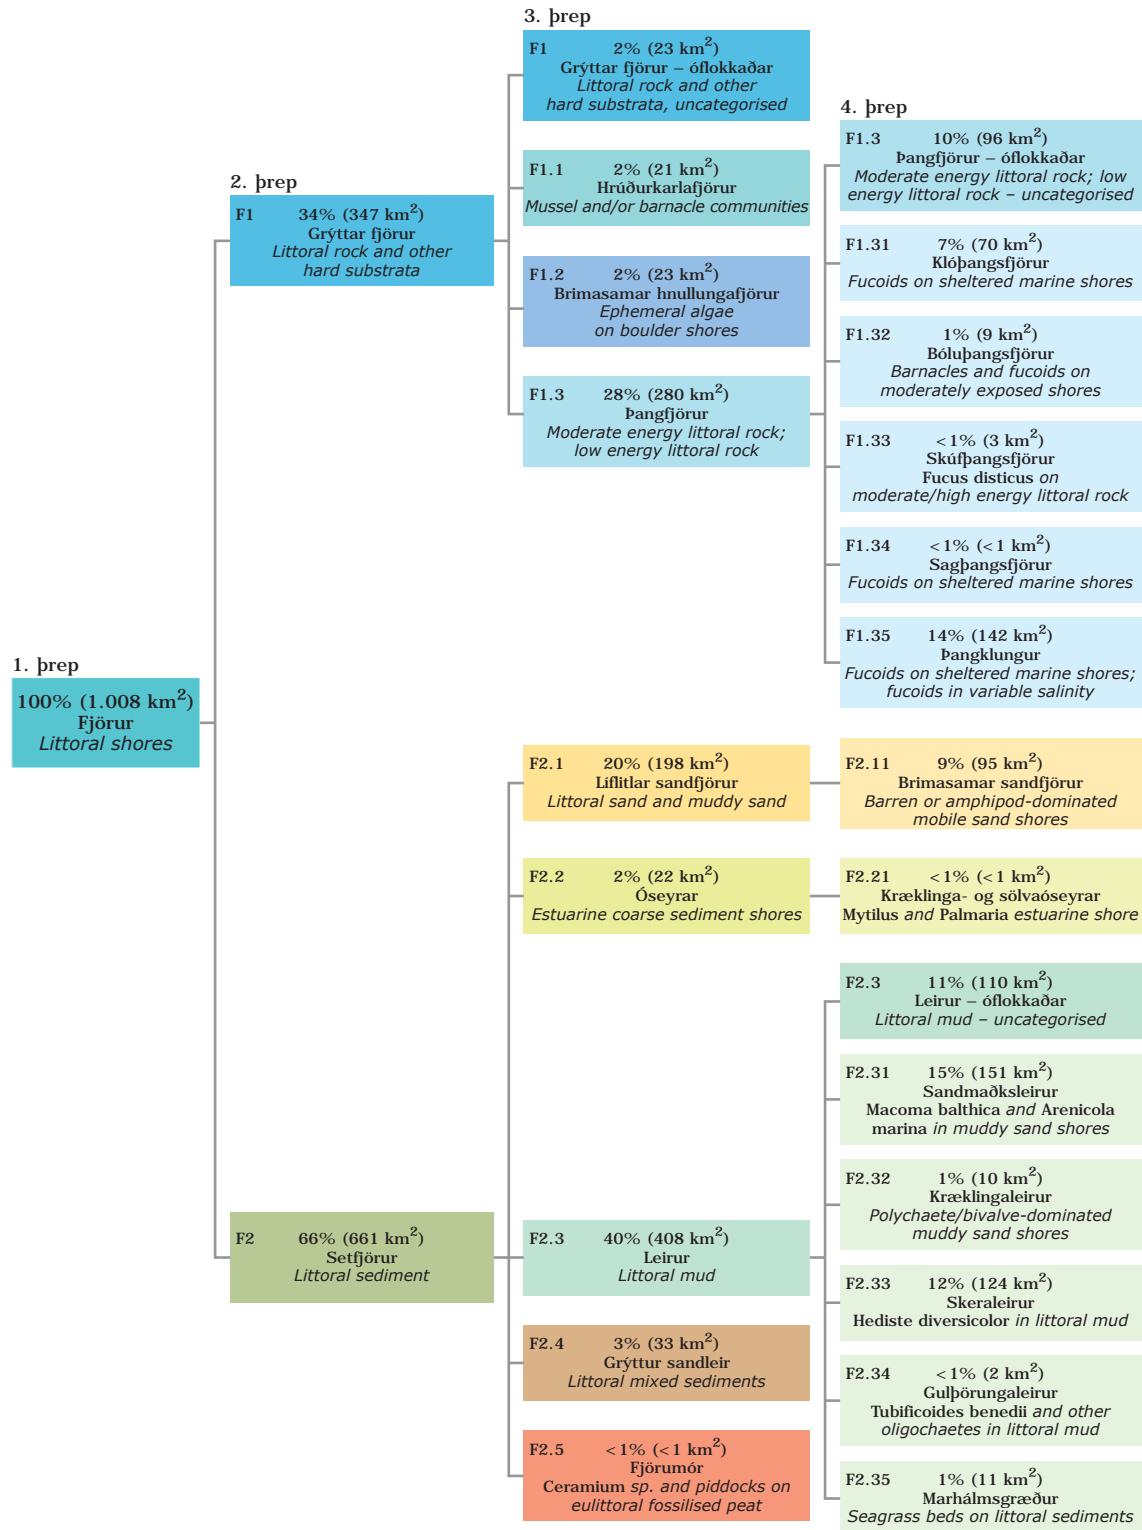 1. þrep
100% (1.008 km²)
Fjörur
Littoral shores
2. þrep
F1 34% (347 km²)
Grýttar fjörur
Littoral rock and other
hard substrata
F2 66% (661 km²)
Setfjörur
Littoral sediment
3. þrep
F1 2% (23 km²)
Grýttar fjörur – óflokkaðar
Littoral rock and other
hard substrata, uncategorised
F1.1 2% (21 km²)
Hrúðurkarlafjörur
Mussel and/or barnacle communities
F1.2 2% (23 km²)
Brimasamar hnullungafjörur
Ephemeral algae
on boulder shores
F1.3 28% (280 km²)
Þangfjörur
Moderate energy littoral rock;
low energy littoral rock
F2.1 20% (198 km²)
Líflitlar sandfjörur
Littoral sand and muddy sand
F2.2 2% (22 km²)
Óseyrar
Estuarine coarse sediment shores
F2.3 40% (408 km²)
Leirur
Littoral mud
F2.4 3% (33 km²)
Grýttur sandleir
Littoral mixed sediments
F2.5 <1% (<1 km²)
Fjörumór
Ceramium sp. and piddocks on
eulittoral fossilised peat
4. þrep
F1.3 10% (96 km²)
Þangfjörur – óflokkaðar
Moderate energy littoral rock; low
energy littoral rock – uncategorised
F1.31 7% (70 km²)
Klóþangsfjörur
Fucoids on sheltered marine shores
F1.32 1% (9 km²)
Bóluþangsfjörur
Barnacles and fucoids on
moderately exposed shores
F1.33 <1% (3 km²)
Skúfþangsfjörur
Fucus disticus on
moderate/high energy littoral rock
F1.34 <1% (<1 km²)
Sagþangsfjörur
Fucoids on sheltered marine shores
F1.35 14% (142 km²)
Þangklungur
Fucoids on sheltered marine shores;
fucoids in variable salinity
F2.11 9% (95 km²)
Brimasamar sandfjörur
Barren or amphipod-dominated
mobile sand shores
F2.21 <1% (<1 km²)
Kræklinga- og sölvaóseyrar
Mytilus and Palmaria estuarine shore
F2.3 11% (110 km²)
Leirur – óflokkaðar
Littoral mud – uncategorised
F2.31 15% (151 km²)
Sandmaðksleirur
Macoma balthica and Arenicola
marina in muddy sand shores
F2.32 1% (10 km²)
Kræklingaleirur
Polychaete/bivalve-dominated
muddy sand shores
F2.33 12% (124 km²)
Skeraleirur
Hediste diversicolor in littoral mud
F2.34 <1% (2 km²)
Gulþörungaleirur
Tubificoides benedii and other
oligochaetes in littoral mud
F2.35 1% (11 km²)
Marhálmsgræður
Seagrass beds on littoral sediments